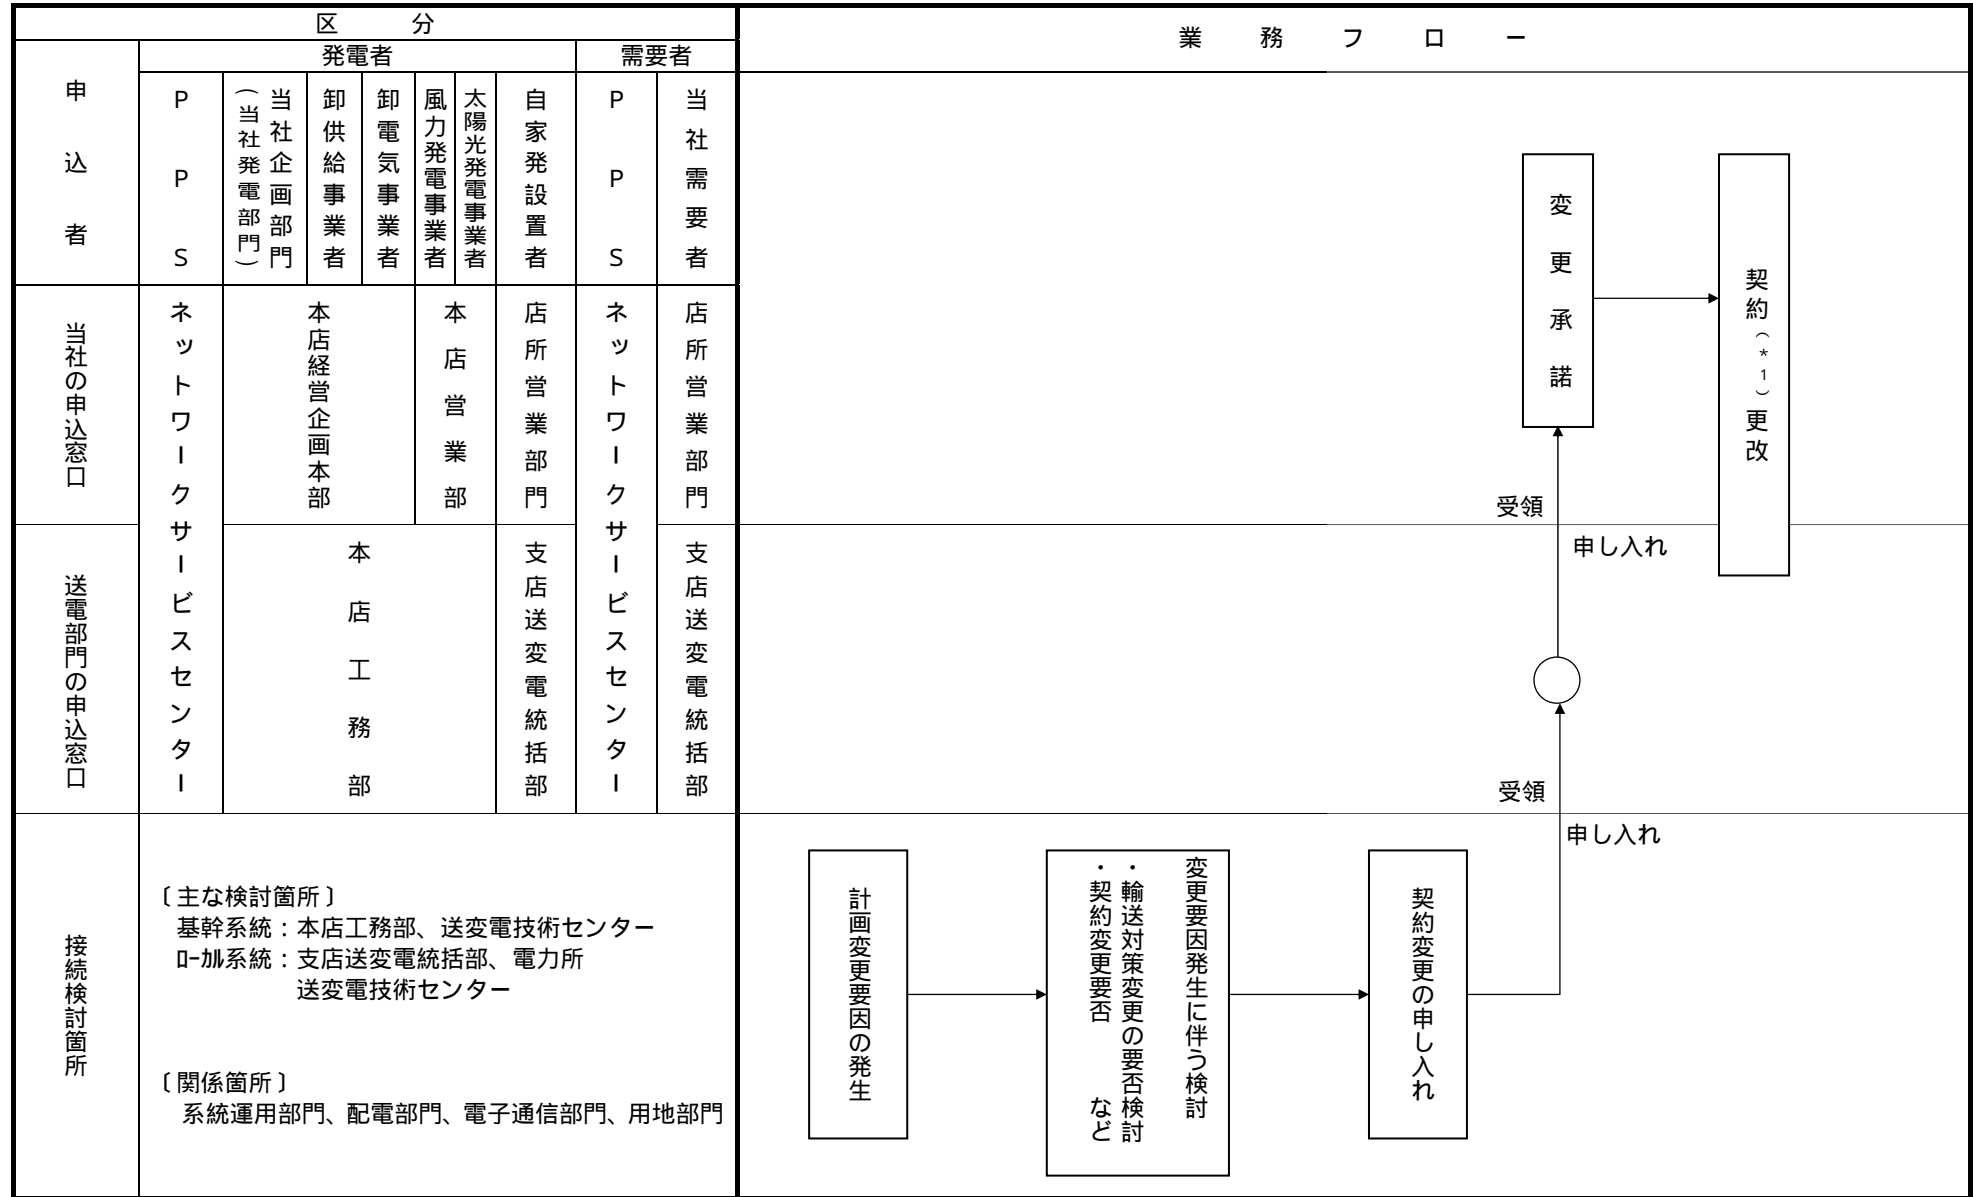 区　分
業　務　フ　ロ　ー
発電者
需要者
申込者
ＰＰＳ
当社企画部門
（当社発電部門）
卸供給事業者
卸電気事業者
風力発電事業者
太陽光発電事業者
自家発設置者
ＰＰＳ
当社需要者
当社の申込窓口
ネットワークサービスセンター
本店経営企画本部
本店営業部
店所営業部門
ネットワークサービスセンター
店所営業部門
送電部門の申込窓口
本店工務部
支店送変電統括部
支店送変電統括部
接続検討箇所
〔主な検討箇所〕
基幹系統：本店工務部、送変電技術センター
ﾛｰｶﾙ系統：支店送変電統括部、電力所
送変電技術センター
〔関係箇所〕
系統運用部門、配電部門、電子通信部門、用地部門
計画変更要因の発生
変更要因発生に伴う検討
・輸送対策変更の要否検討
・契約変更要否　など
契約変更の申し入れ
申し入れ
受領
申し入れ
受領
変更承諾
契約（*1）更改